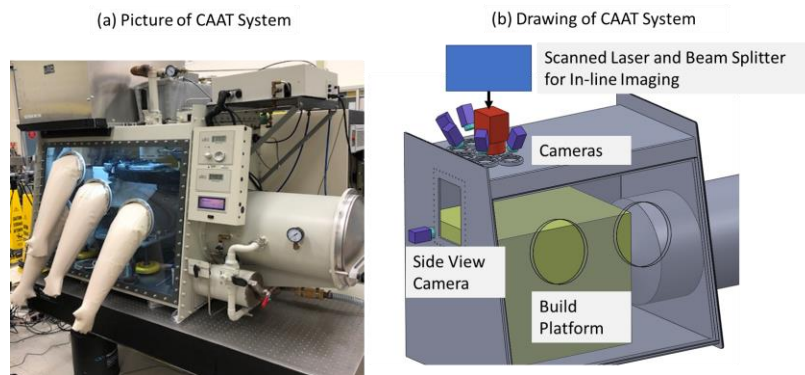 (a) Picture of CAAT System
(b) Drawing of CAAT System
Scanned Laser and Beam Splitter
for In-line Imaging
Cameras
Side View
Camera
Build
Platform